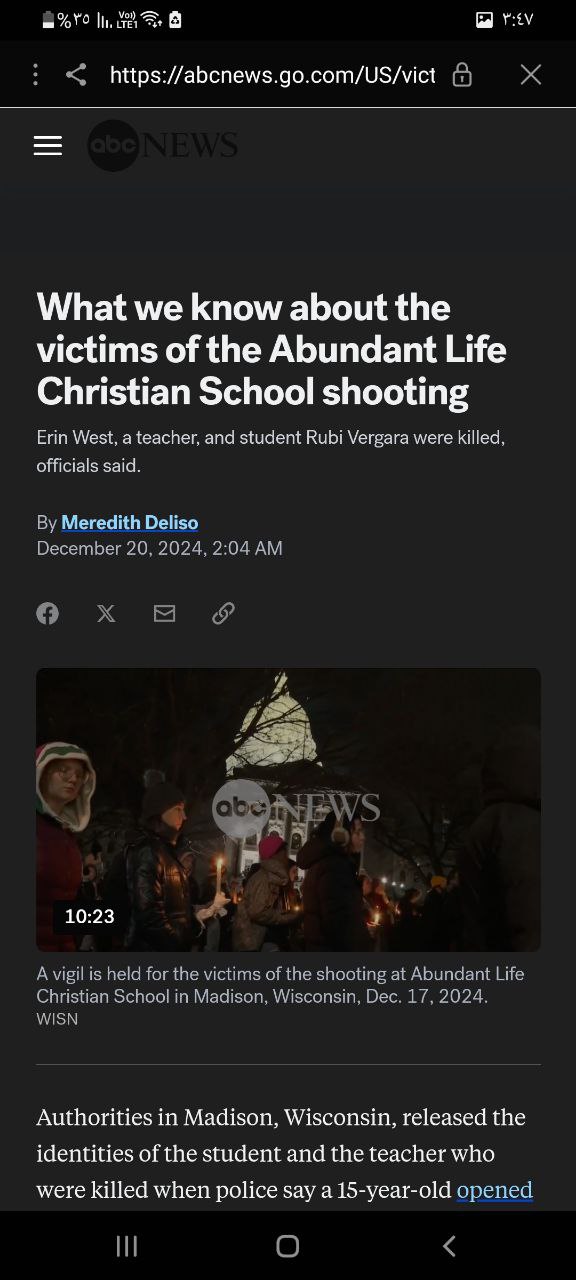 %٣٥ Vo)) LTE1 ٣:٤٧
https://abcnews.go.com/US/vict
abc NEWS
What we know about the
victims of the Abundant Life
Christian School shooting
Erin West, a teacher, and student Rubi Vergara were killed,
officials said.
By Meredith Deliso
December 20, 2024, 2:04 AM
abc NEWS
10:23
A vigil is held for the victims of the shooting at Abundant Life
Christian School in Madison, Wisconsin, Dec. 17, 2024.
WISN
Authorities in Madison, Wisconsin, released the
identities of the student and the teacher who
were killed when police say a 15-year-old opened